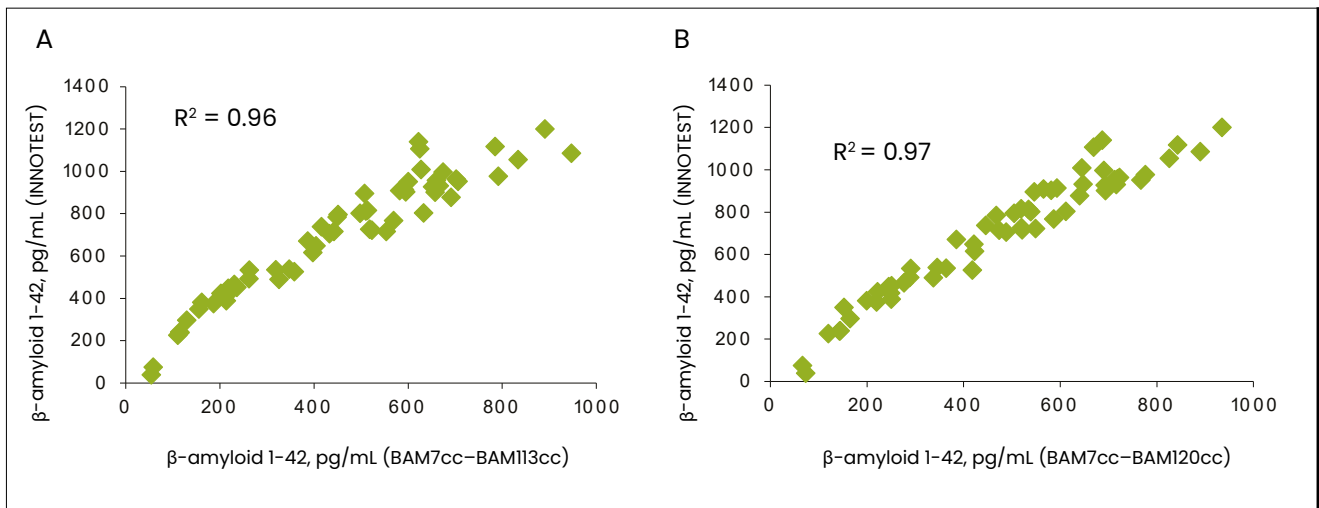 A
β-amyloid 1-42, pg/mL (INNOTEST)
1400
1200
1000
800
600
400
200
0
R² = 0.96
0 200 400 600 800 1000
β-amyloid 1-42, pg/mL (BAM7cc–BAM113cc)
B
β-amyloid 1-42, pg/mL (INNOTEST)
1400
1200
1000
800
600
400
200
0
R² = 0.97
0 200 400 600 800 1000
β-amyloid 1-42, pg/mL (BAM7cc–BAM120cc)